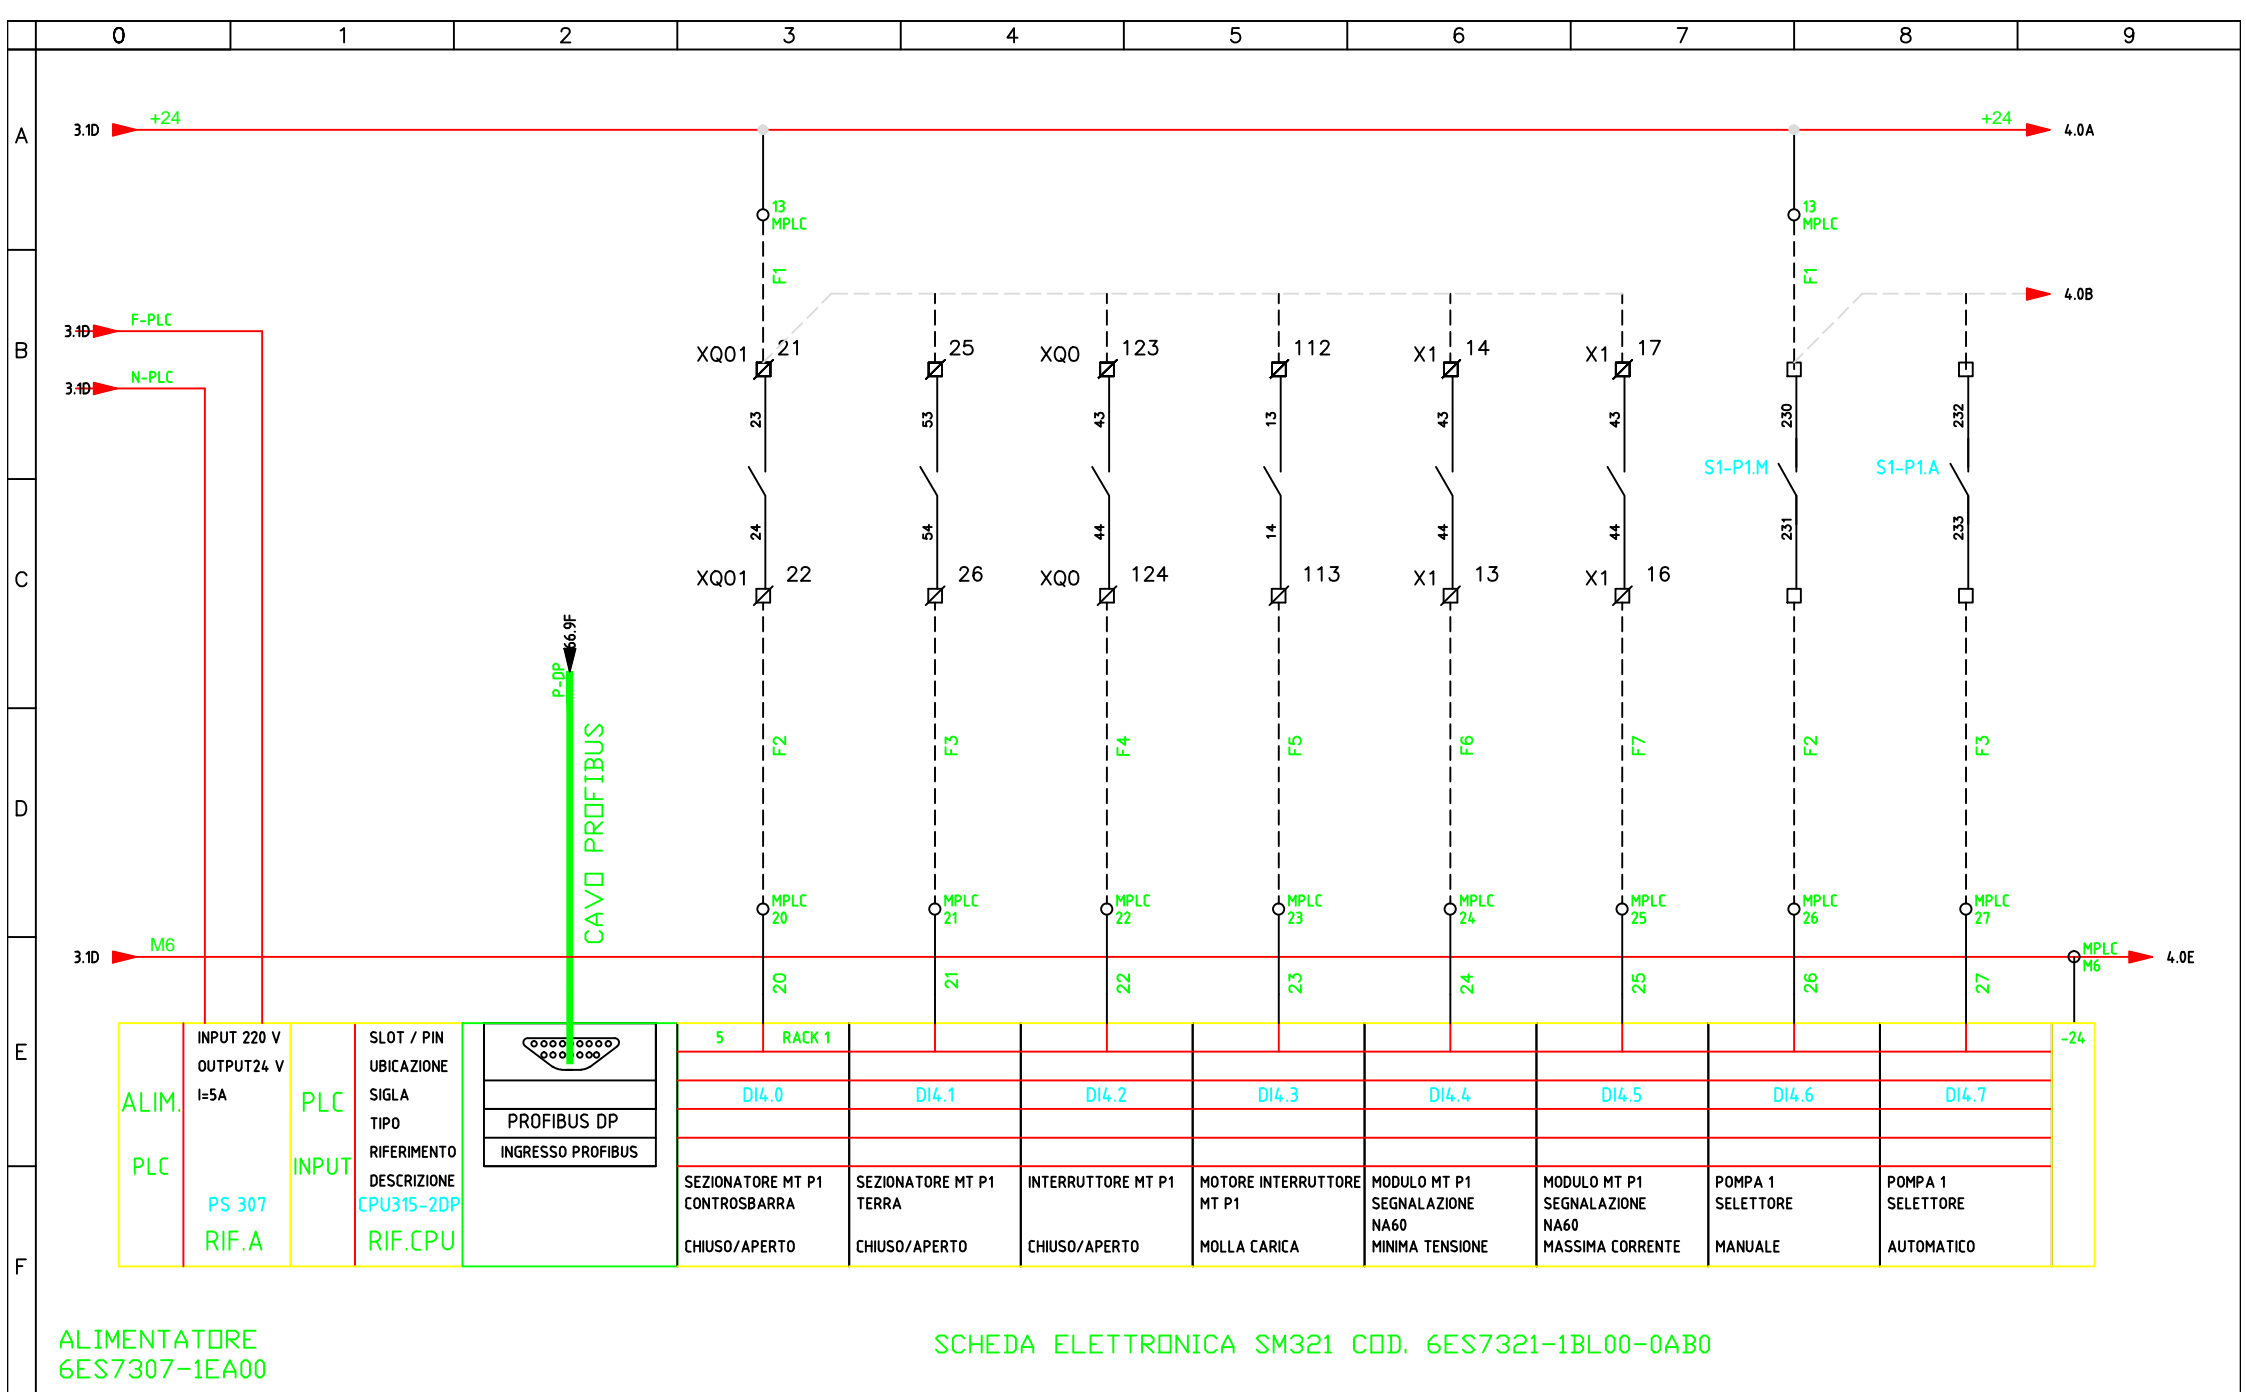 0 1 2 3 4 5 6 7 8 9
A
3.1D +24 +24 4.0A
13 13
MPLC MPLC
F1 F1
4.0B
3.1D F-PLC
B
XQ01 21 25 XQ0 123 112 X1 14 X1 17
3.1D N-PLC
23 53 43 13 43 43 230 232
S1-P1.M S1-P1.A
24 54 44 14 44 44 231 233
C
XQ01 22 26 XQ0 124 113 X1 13 X1 16
66.9F
P-DP
CAVO PROFIBUS
F2 F3 F4 F5 F6 F7 F2 F3
D
MPLC MPLC MPLC MPLC MPLC MPLC MPLC MPLC
20 21 22 23 24 25 26 27
3.1D M6 MPLC 4.0E
M6
20 21 22 23 24 25 26 27
E
INPUT 220 V SLOT / PIN 5 RACK 1 -24
OUTPUT24 V UBICAZIONE
ALIM. I=5A PLC SIGLA DI4.0 DI4.1 DI4.2 DI4.3 DI4.4 DI4.5 DI4.6 DI4.7
TIPO PROFIBUS DP
PLC INPUT RIFERIMENTO INGRESSO PROFIBUS
DESCRIZIONE
PS 307 CPU315-2DP
RIF.A RIF.CPU
SEZIONATORE MT P1
CONTROSBARRA
CHIUSO/APERTO
SEZIONATORE MT P1
TERRA
CHIUSO/APERTO
INTERRUTTORE MT P1
CHIUSO/APERTO
MOTORE INTERRUTTORE
MT P1
MOLLA CARICA
MODULO MT P1
SEGNALAZIONE
NA60
MINIMA TENSIONE
MODULO MT P1
SEGNALAZIONE
NA60
MASSIMA CORRENTE
POMPA 1
SELETTORE
MANUALE
POMPA 1
SELETTORE
AUTOMATICO
F
ALIMENTATORE
6ES7307-1EA00
SCHEDA ELETTRONICA SM321 COD. 6ES7321-1BL00-0AB0